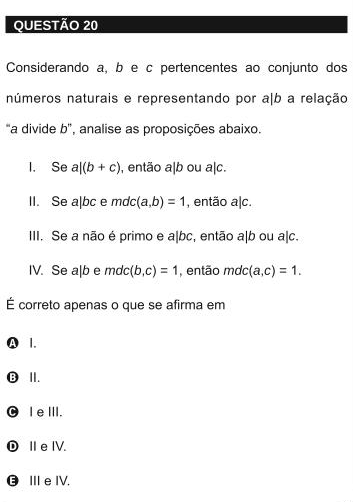 QUESTÃO 20
Considerando a, b e c pertencentes ao conjunto dos
números naturais e representando por a|b a relação
“a divide b”, analise as proposições abaixo.
I. Se a|(b + c), então a|b ou a|c.
II. Se a|bc e mdc(a,b) = 1, então a|c.
III. Se a não é primo e a|bc, então a|b ou a|c.
IV. Se a|b e mdc(b,c) = 1, então mdc(a,c) = 1.
É correto apenas o que se afirma em
A I.
B II.
C I e III.
D II e IV.
E III e IV.